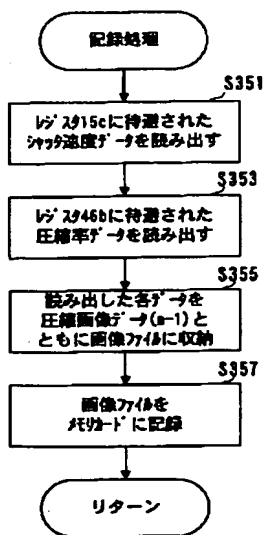 記録処理
S351
レジスタ15cに待避された
シャッタ速度データを読み出す
S353
レジスタ46bに待避された
圧縮率データを読み出す
S355
読み出した各データを
圧縮画像データ(m-1)と
ともに画像ファイルに収納
S357
画像ファイルを
メモリカードに記録
リターン